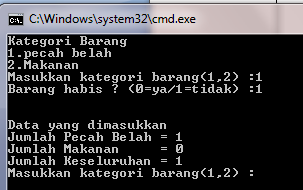 C:\Windows\system32\cmd.exe
Kategori Barang
1.pecah belah
2.Makanan
Masukkan kategori barang(1,2) :1
Barang habis ? (0=ya/1=tidak) :1
Data yang dimasukkan
Jumlah Pecah Belah = 1
Jumlah Makanan = 0
Jumlah Keseluruhan = 1
Masukkan kategori barang(1,2) :